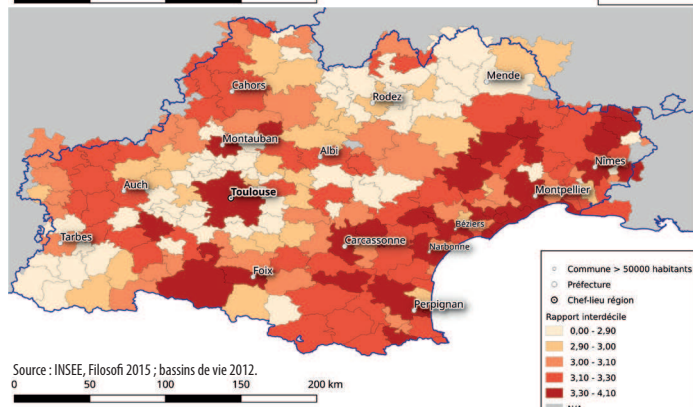 Mende
Cahors
Rodez
Montauban
Albi
Nîmes
Auch
Toulouse
Montpellier
Béziers
Tarbes
Carcassonne
Narbonne
Foix
Perpignan
Commune > 50000 habitants
Préfecture
Chef-lieu région
Rapport interdécile
0,00 - 2,90
2,90 - 3,00
3,00 - 3,10
3,10 - 3,30
3,30 - 4,10
Source : INSEE, Filosofi 2015 ; bassins de vie 2012.
0 50 100 150 200 km